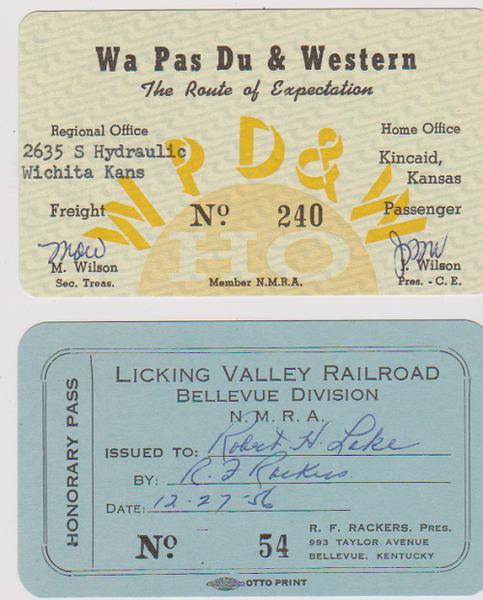 Wa Pas Du & Western
The Route of Expectation
Regional Office
2635 S Hydraulic
Wichita Kans
Home Office
Kincaid,
Kansas
W P D & W
Freight
No 240
Passenger
HO
M. Wilson
Sec. Treas.
Member N.M.R.A.
J. Wilson
Pres. - C. E.
HONORARY PASS
LICKING VALLEY RAILROAD
BELLEVUE DIVISION
N. M. R. A.
ISSUED TO: Robert H. Lake
BY: R. F. Rackers
DATE: 12-27-56
No 54
R. F. RACKERS, PRES.
993 TAYLOR AVENUE
BELLEVUE, KENTUCKY
OTTO PRINT